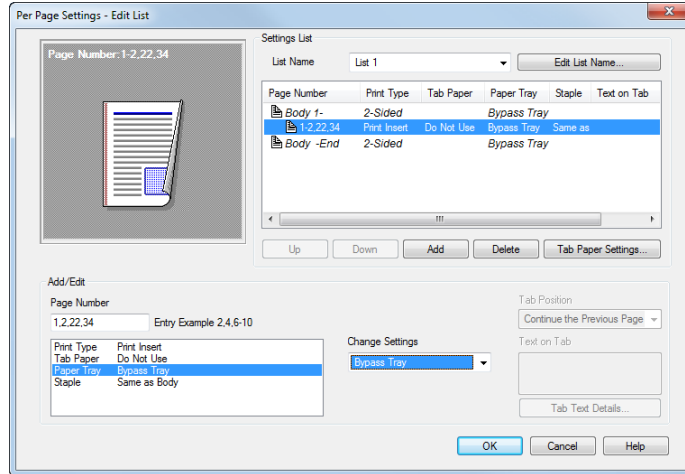 Per Page Settings - Edit List
Page Number:1-2,22,34
Settings List
List Name List 1 Edit List Name...
Page Number Print Type Tab Paper Paper Tray Staple Text on Tab
Body 1- 2-Sided Bypass Tray
1-2,22,34 Print Insert Do Not Use Bypass Tray Same as
Body -End 2-Sided Bypass Tray
Up Down Add Delete Tab Paper Settings...
Add/Edit
Page Number
1,2,22,34 Entry Example 2,4,6-10
Print Type Print Insert
Tab Paper Do Not Use
Paper Tray Bypass Tray
Staple Same as Body
Change Settings
Bypass Tray
Tab Position
Continue the Previous Page
Text on Tab
Tab Text Details...
OK Cancel Help